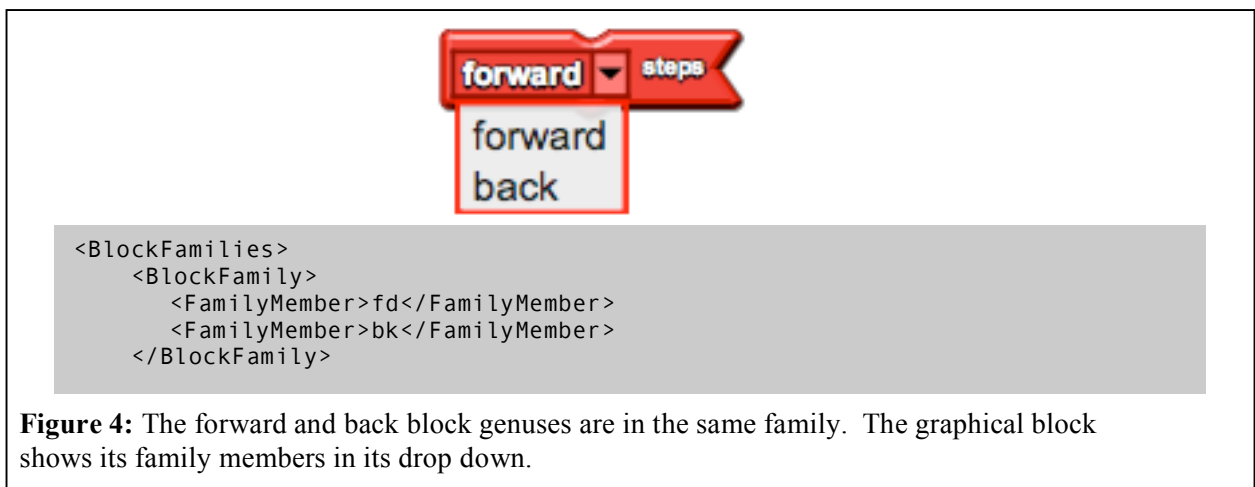 forward steps
forward
back
<BlockFamilies>
<BlockFamily>
<FamilyMember>fd</FamilyMember>
<FamilyMember>bk</FamilyMember>
</BlockFamily>
Figure 4: The forward and back block genuses are in the same family. The graphical block
shows its family members in its drop down.